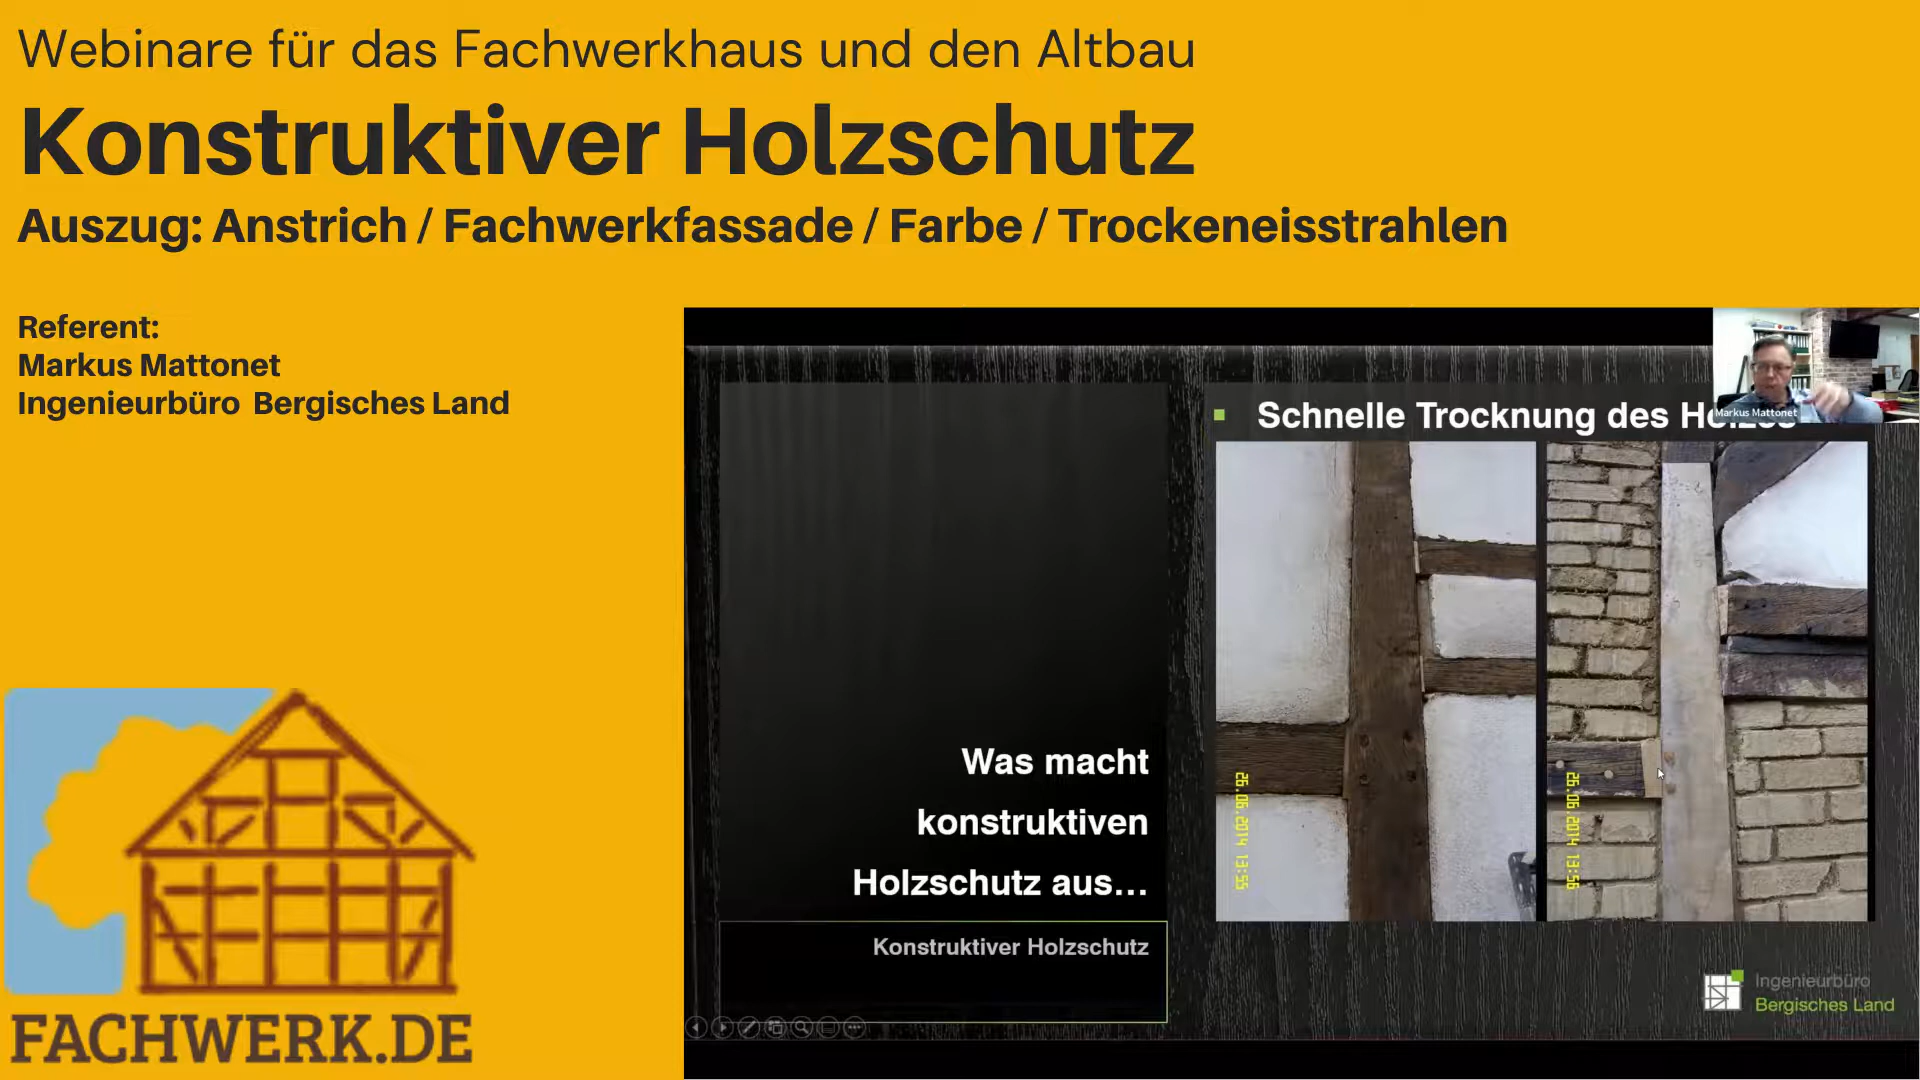 Webinare für das Fachwerkhaus und den Altbau
Konstruktiver Holzschutz
Auszug: Anstrich / Fachwerkfassade / Farbe / Trockeneisstrahlen
Referent:
Markus Mattonet
Ingenieurbüro Bergisches Land
Markus Mattonet
Schnelle Trocknung des Holzes
Was macht
konstruktiven
Holzschutz aus...
Konstruktiver Holzschutz
26.06.2014 13:55
26.06.2014 13:56
Ingenieurbüro
Bergisches Land
FACHWERK.DE